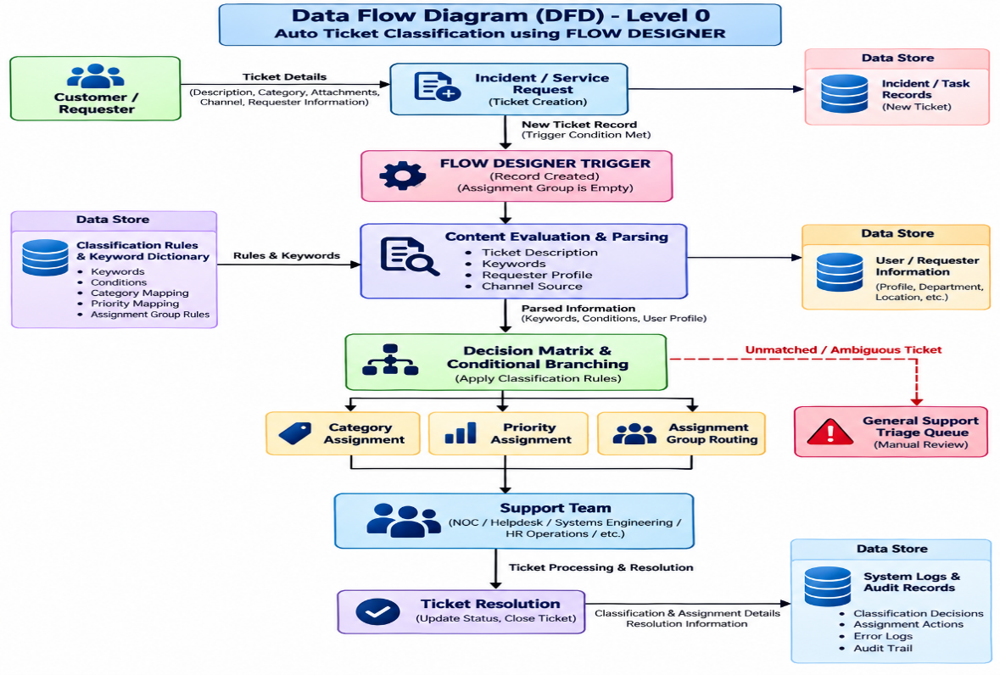 Data Flow Diagram (DFD) - Level 0
Auto Ticket Classification using FLOW DESIGNER
Customer /
Requester
Ticket Details
(Description, Category, Attachments,
Channel, Requester Information)
Incident / Service
Request
(Ticket Creation)
Data Store
Incident / Task
Records
(New Ticket)
New Ticket Record
(Trigger Condition Met)
FLOW DESIGNER TRIGGER
(Record Created)
(Assignment Group is Empty)
Data Store
Classification Rules
& Keyword Dictionary
• Keywords
• Conditions
• Category Mapping
• Priority Mapping
• Assignment Group Rules
Rules & Keywords
Content Evaluation & Parsing
• Ticket Description
• Keywords
• Requester Profile
• Channel Source
Data Store
User / Requester
Information
(Profile, Department,
Location, etc.)
Parsed Information
(Keywords, Conditions, User Profile)
Decision Matrix &
Conditional Branching
(Apply Classification Rules)
Unmatched / Ambiguous Ticket
Category
Assignment
Priority
Assignment
Assignment
Group Routing
General Support
Triage Queue
(Manual Review)
Support Team
(NOC / Helpdesk / Systems Engineering /
HR Operations / etc.)
Ticket Processing & Resolution
Ticket Resolution
(Update Status, Close Ticket)
Classification & Assignment Details
Resolution Information
Data Store
System Logs &
Audit Records
• Classification Decisions
• Assignment Actions
• Error Logs
• Audit Trail